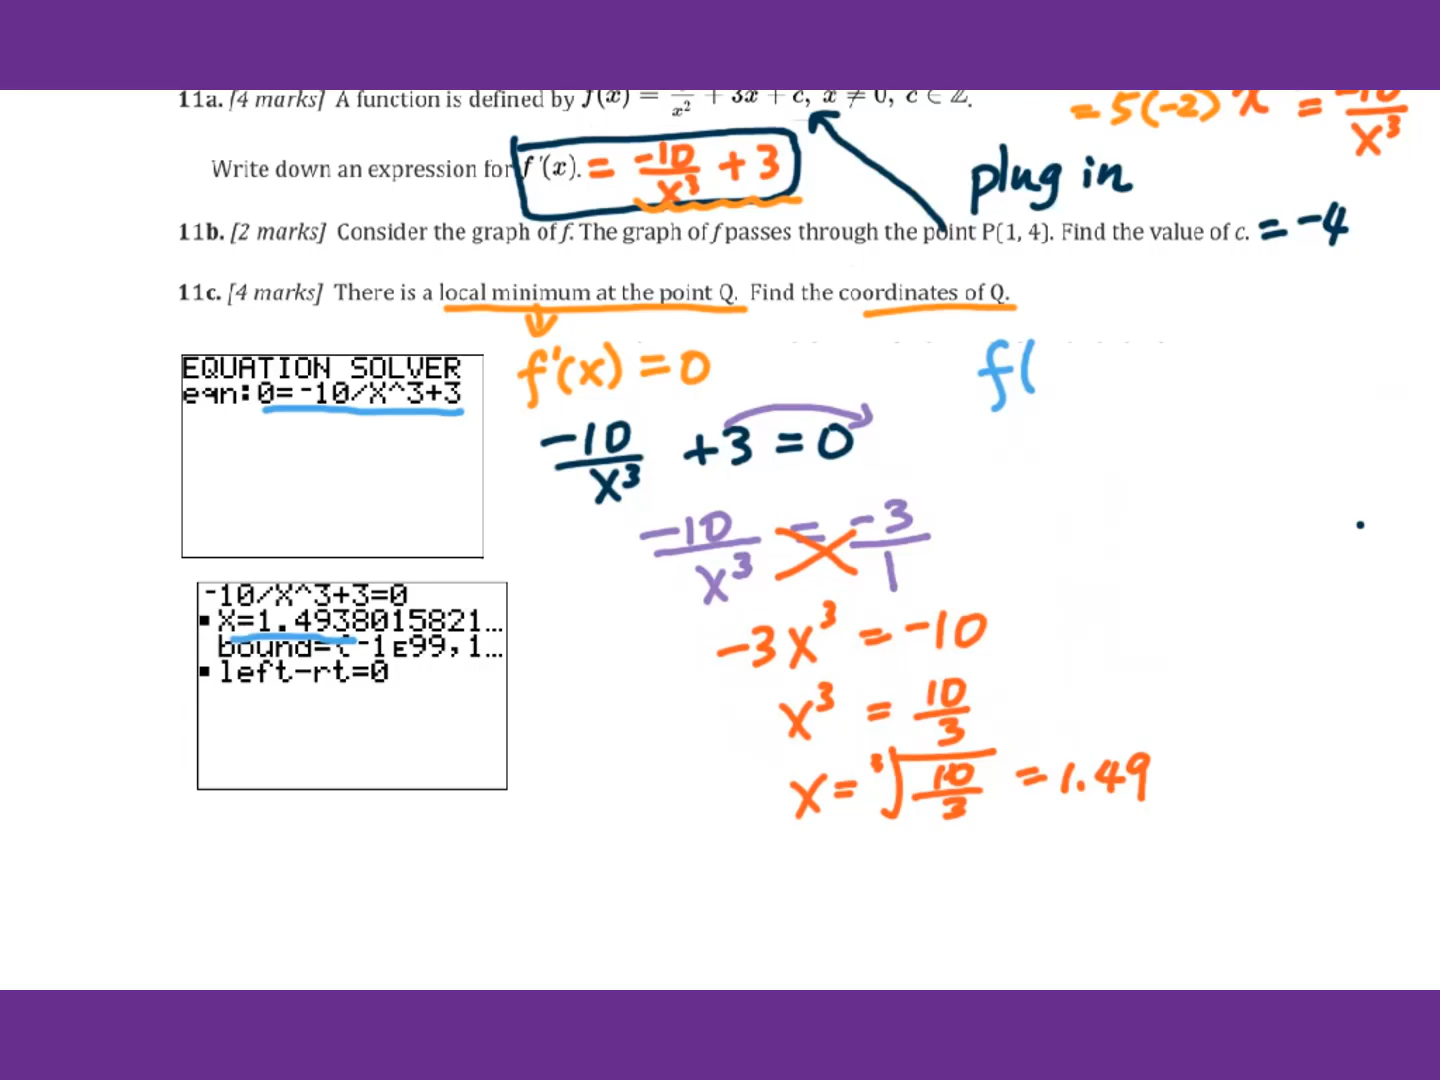 11a. [4 marks] A function is defined by f(x) = /x² + 3x + c, x ≠ 0, c ∈ ℤ.
= 5(-2) x = -10/x³
Write down an expression for f'(x). = -10/x³ + 3
plug in
11b. [2 marks] Consider the graph of f. The graph of f passes through the point P(1, 4). Find the value of c. = -4
11c. [4 marks] There is a local minimum at the point Q. Find the coordinates of Q.
EQUATION SOLVER
eqn:0=-10/X^3+3
f'(x) = 0
f(
-10/x³ +3 = 0
-10/x³ = -3/1
-10/X^3+3=0
▪X=1.4938015821…
bound={-1ᴇ99,1…
▪left-rt=0
-3x³ = -10
x³ = 10/3
x = ³√(10/3) = 1.49